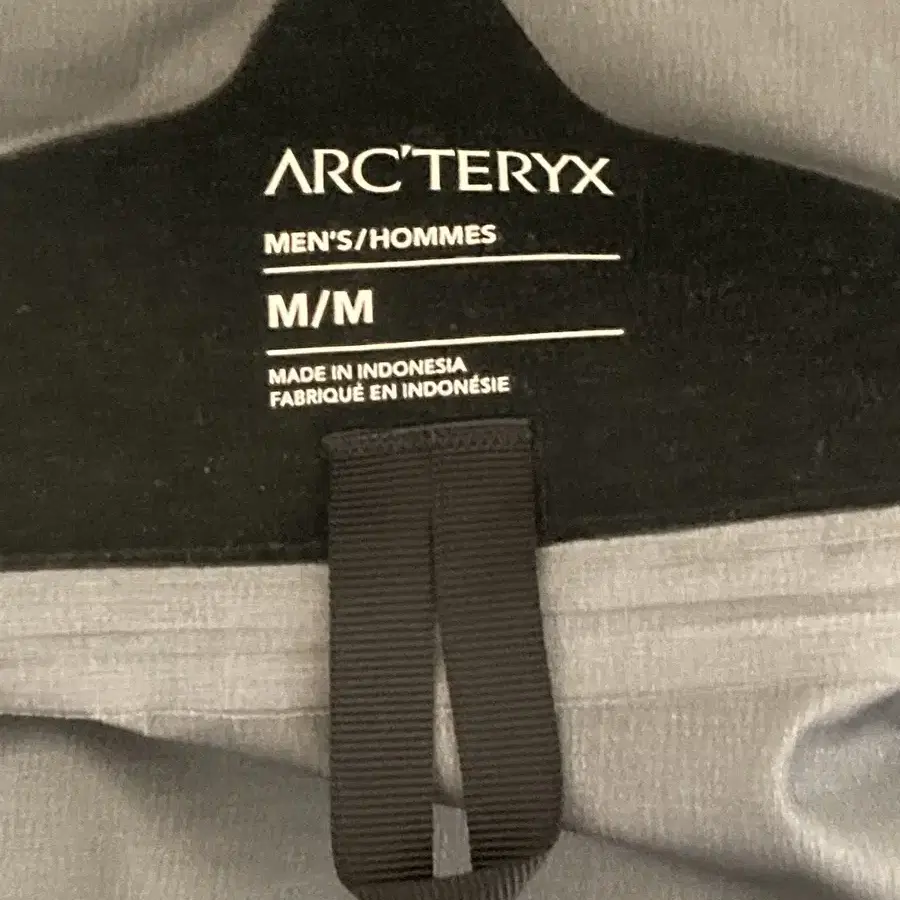 ARC'TERYX
MEN'S/HOMMES
M/M
MADE IN INDONESIA
FABRIQUÉ EN INDONÉSIE